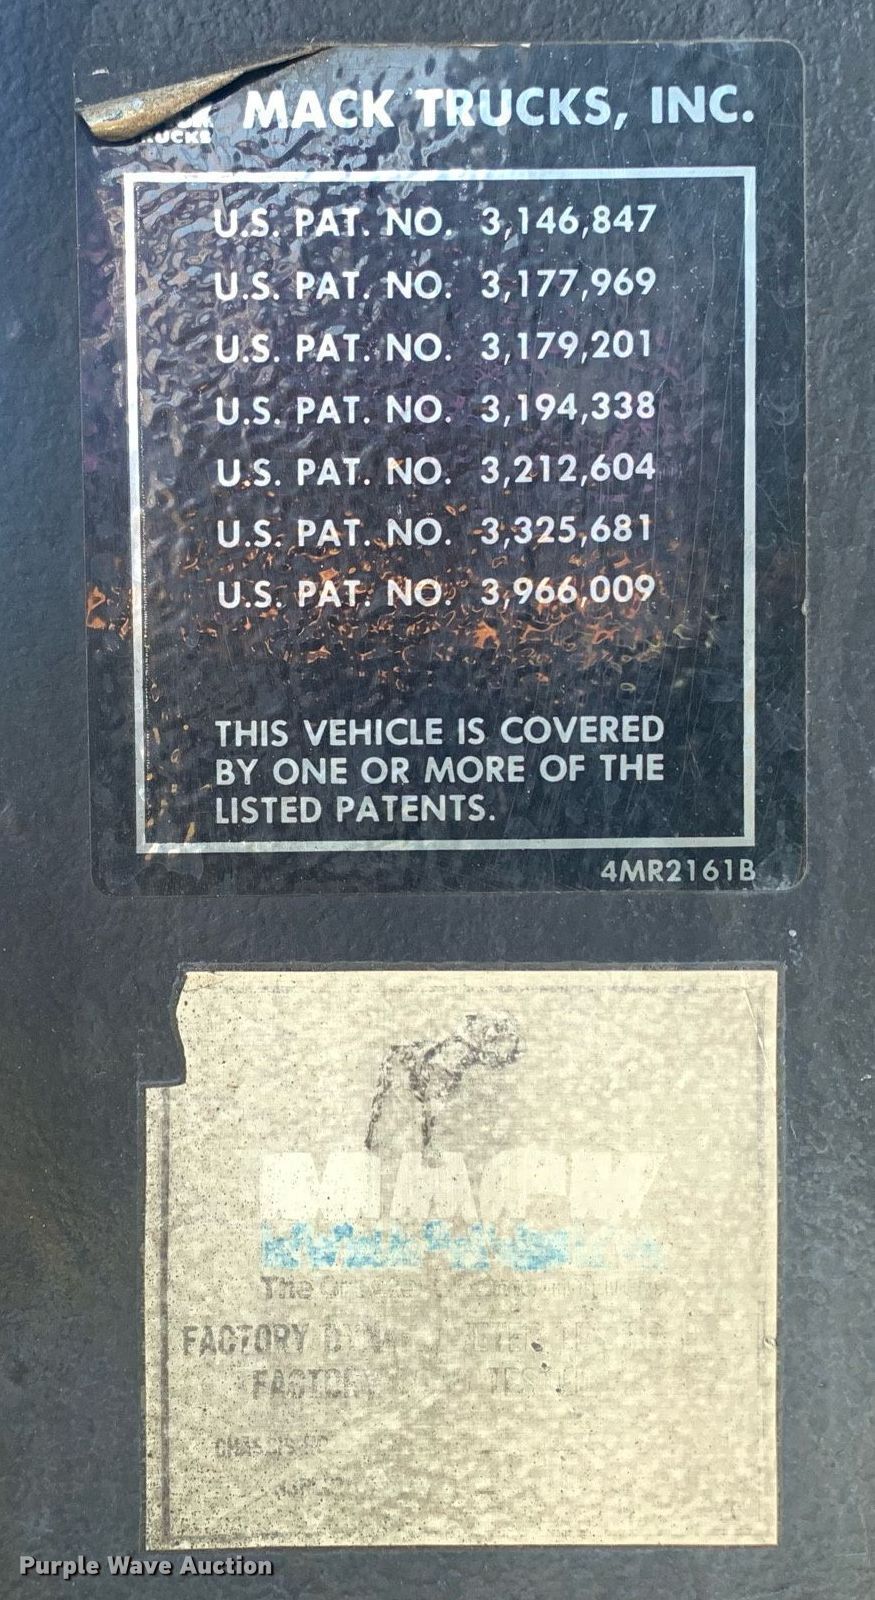 TRUCKS
MACK TRUCKS, INC.
U.S. PAT. NO. 3,146,847
U.S. PAT. NO. 3,177,969
U.S. PAT. NO. 3,179,201
U.S. PAT. NO. 3,194,338
U.S. PAT. NO. 3,212,604
U.S. PAT. NO. 3,325,681
U.S. PAT. NO. 3,966,009
THIS VEHICLE IS COVERED
BY ONE OR MORE OF THE
LISTED PATENTS.
4MR2161B
MACK
The
FACTORY
FACTORY
Purple Wave Auction